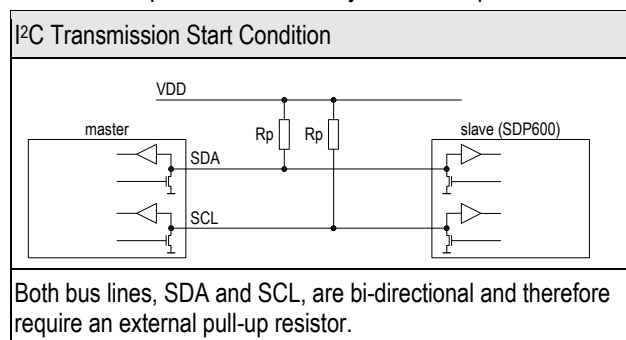 I²C Transmission Start Condition
VDD
master
Rp
Rp
slave (SDP600)
SDA
SCL
Both bus lines, SDA and SCL, are bi-directional and therefore
require an external pull-up resistor.